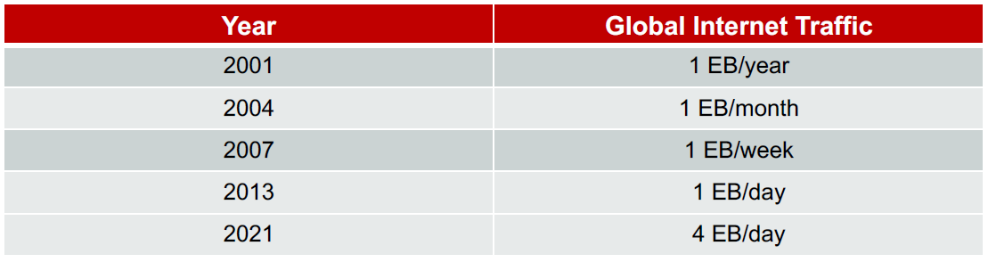 Year Global Internet Traffic
2001 1 EB/year
2004 1 EB/month
2007 1 EB/week
2013 1 EB/day
2021 4 EB/day